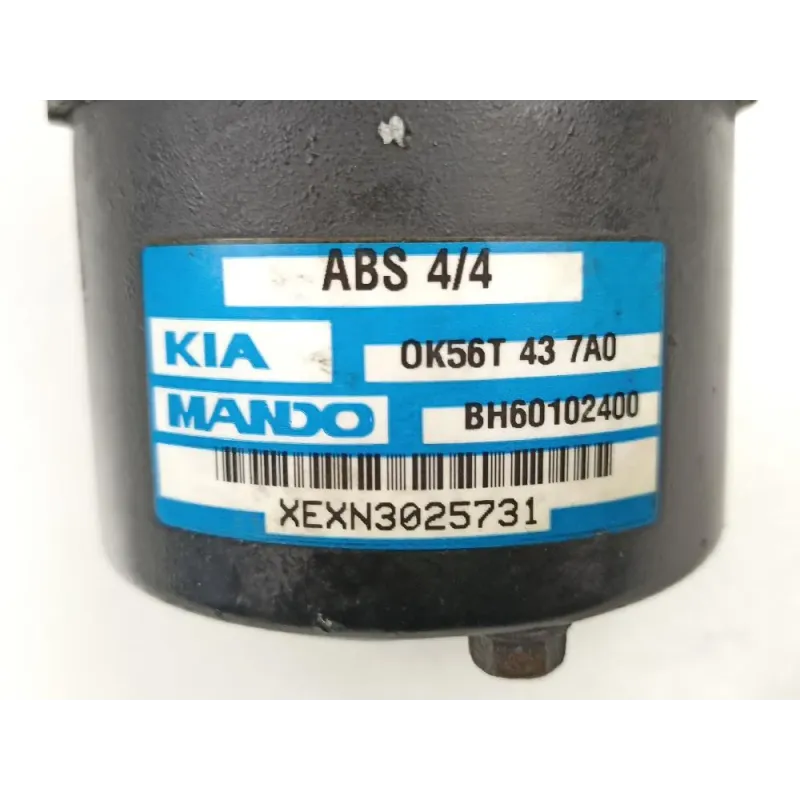 ABS 4/4
KIA OK56T 43 7A0
MANDO BH60102400
XEXN3025731